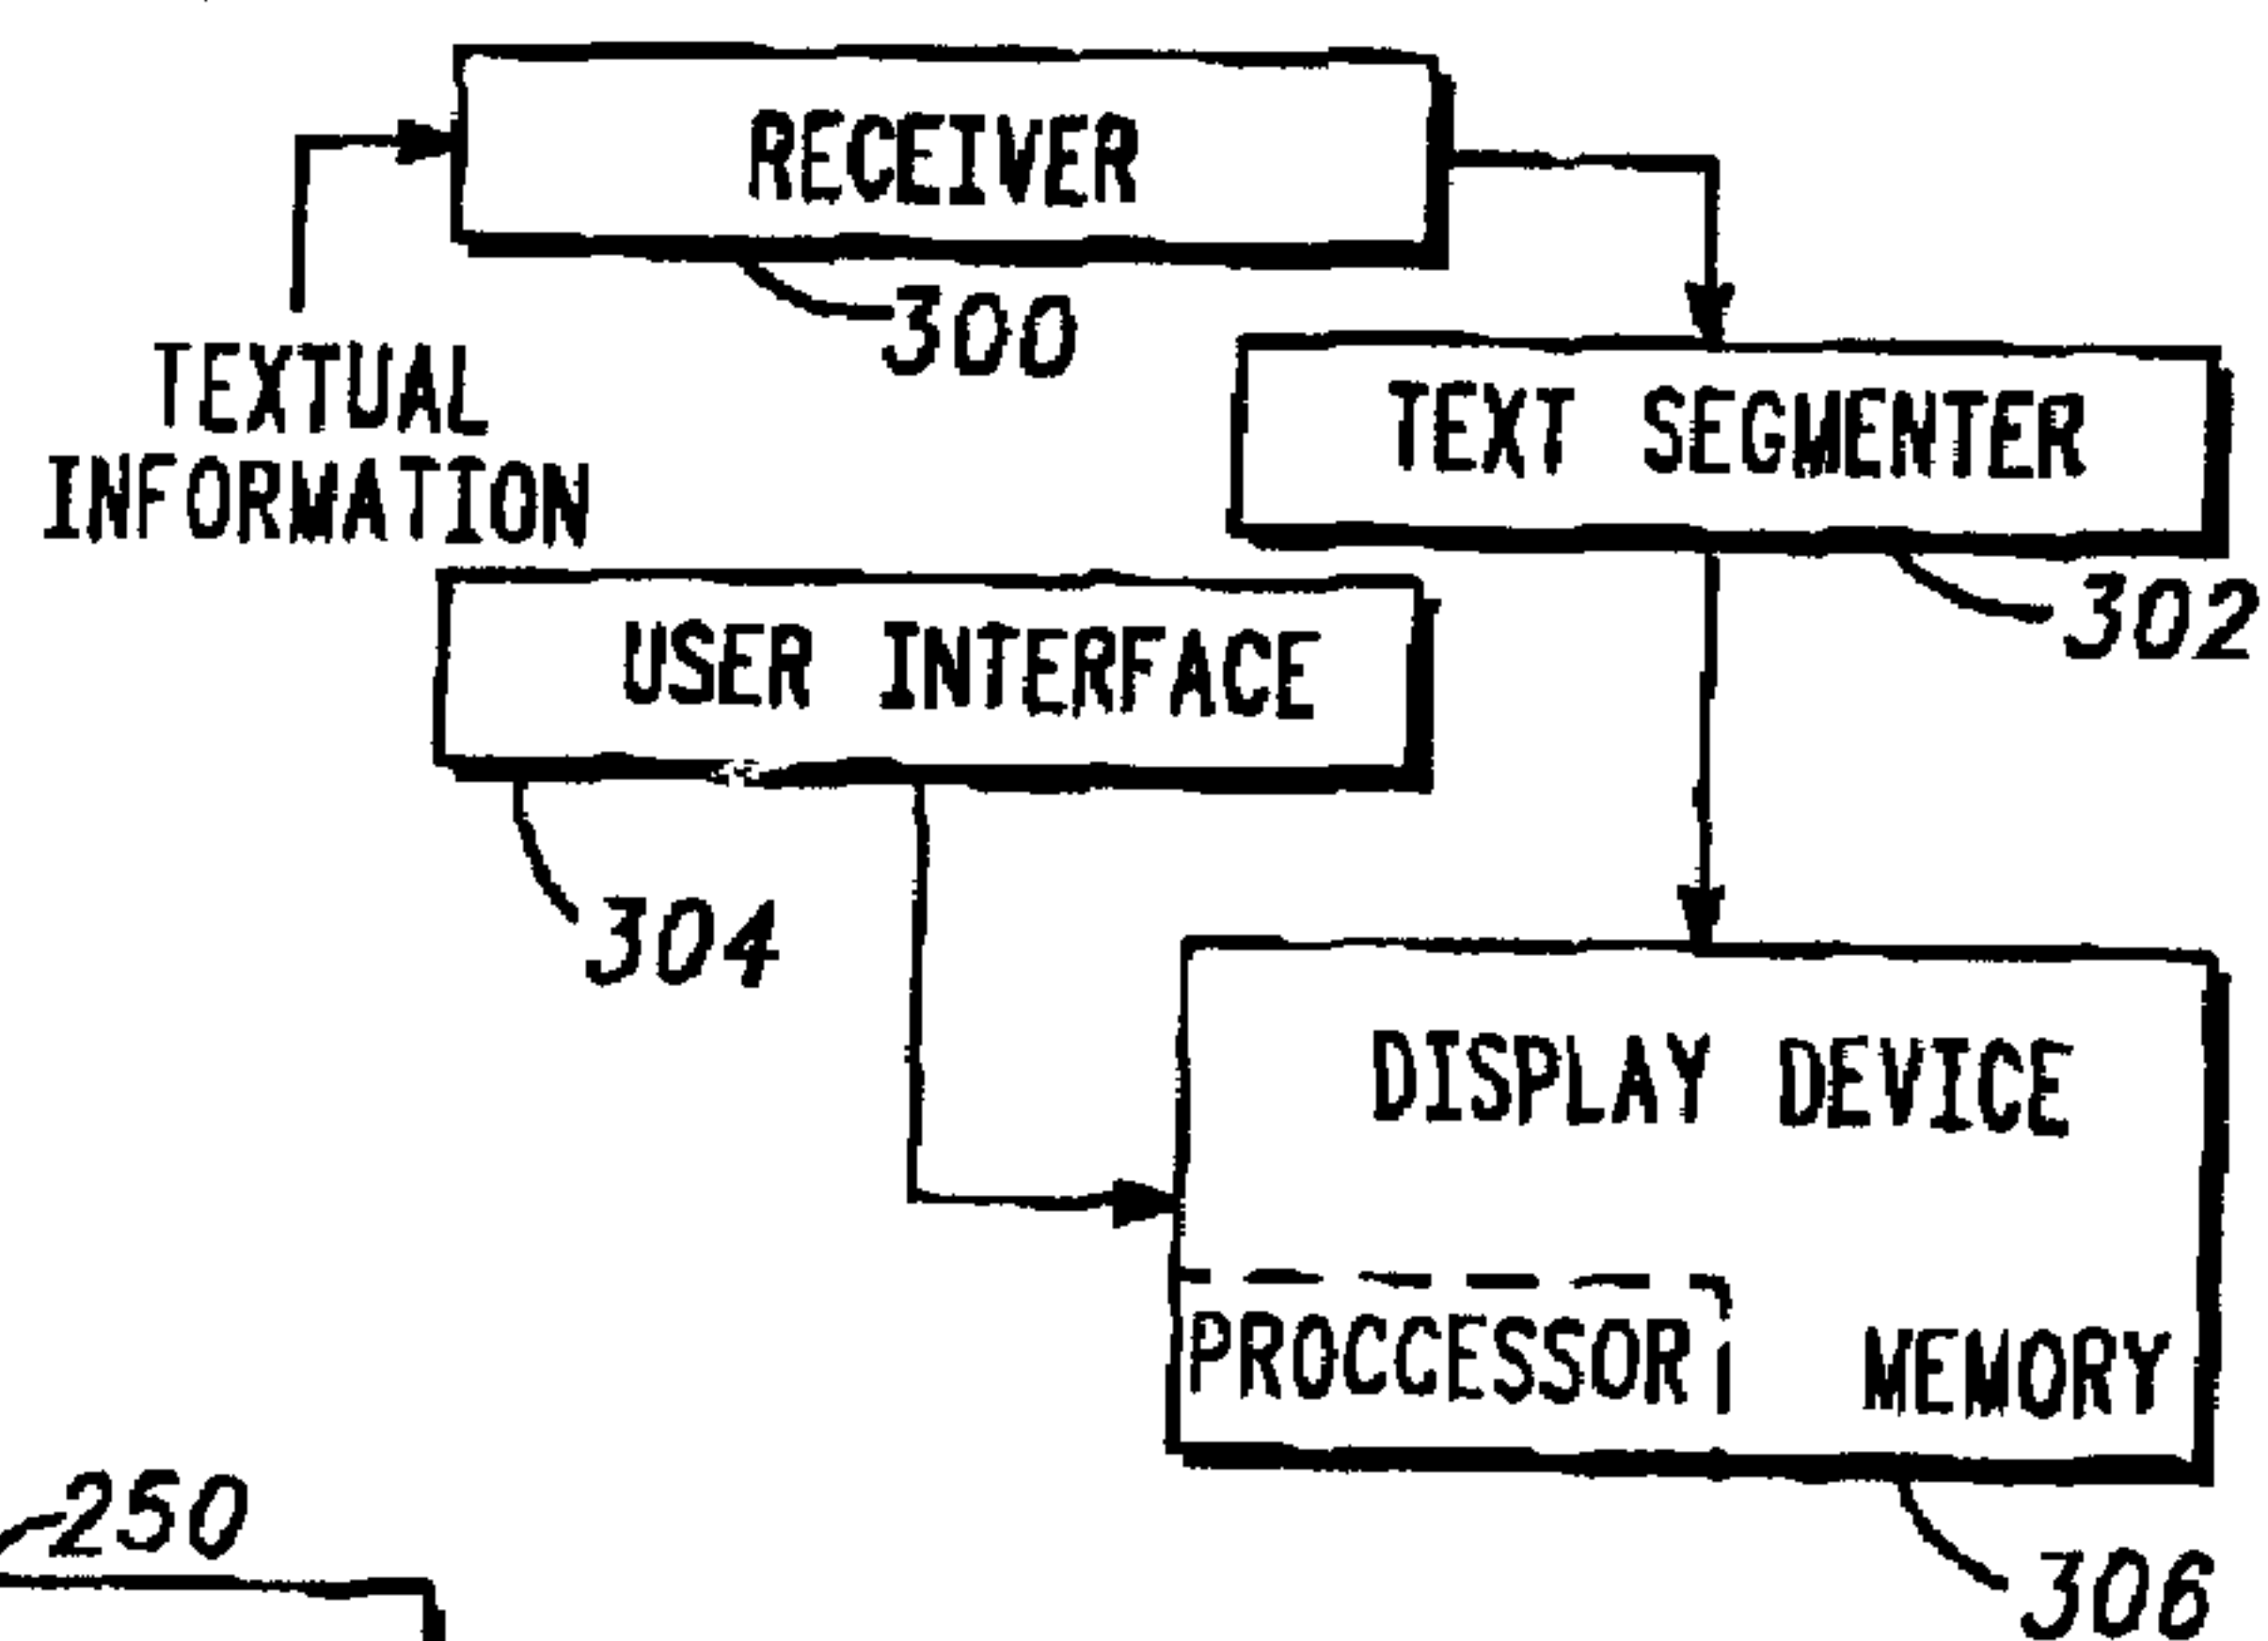 RECEIVER
300
TEXTUAL
INFORMATION
TEXT SEGMENTER
302
USER INTERFACE
304
DISPLAY DEVICE
PROCCESSOR
MEMORY
306
250